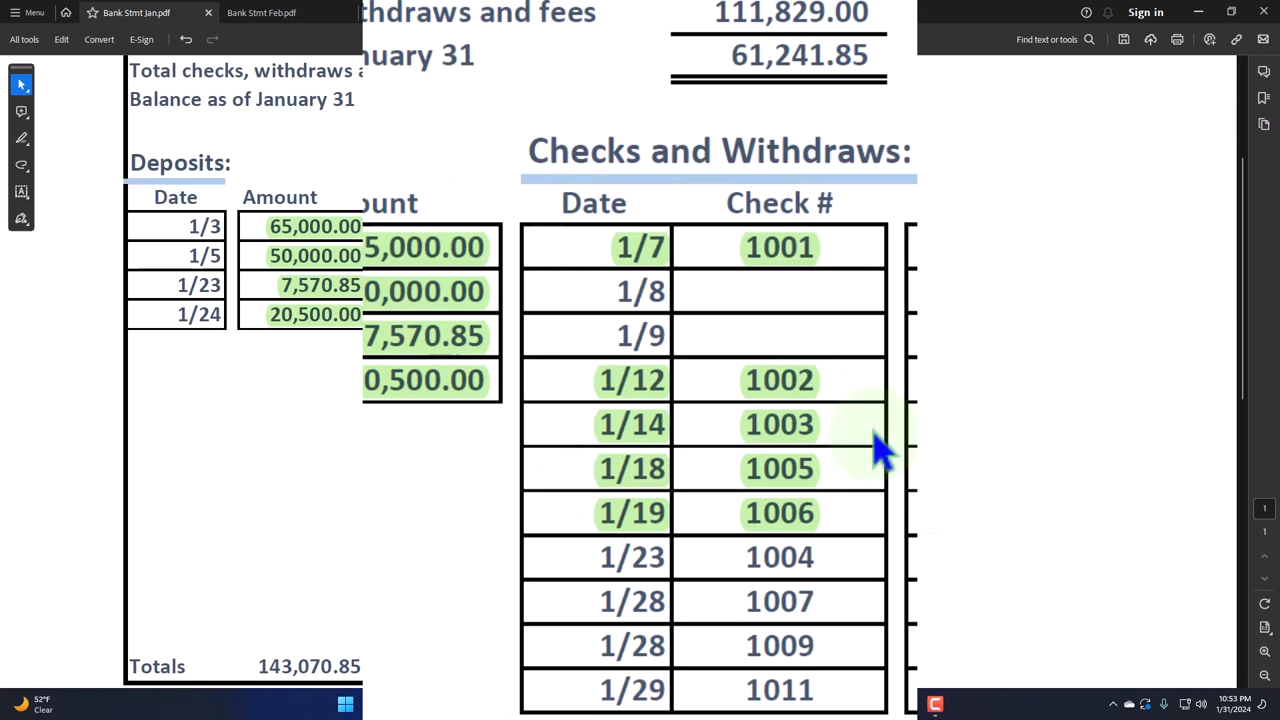 Menu
Bank Stmt Jan.pdf
Bank Stmt Feb.pdf
Sign in
All tools
Edit
Convert
E-Sign
Find text or tools
Total checks, withdraws
Balance as of January 31
thdraws and fees 111,829.00
nuary 31 61,241.85
Deposits:
Date Amount
1/3 65,000.00
1/5 50,000.00
1/23 7,570.85
1/24 20,500.00
Totals 143,070.85
ount
5,000.00
0,000.00
7,570.85
0,500.00
Checks and Withdraws:
Date Check #
1/7 1001
1/8
1/9
1/12 1002
1/14 1003
1/18 1005
1/19 1006
1/23 1004
1/28 1007
1/28 1009
1/29 1011
1
1
52°F
Clear
10:53 PM
1/31/2024